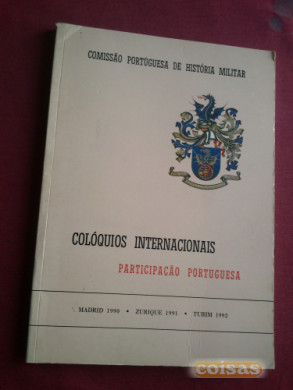 COMISSÃO PORTUGUESA DE HISTÓRIA MILITAR
COLÓQUIOS INTERNACIONAIS
PARTICIPAÇÃO PORTUGUESA
MADRID 1990 • ZURIQUE 1991 • TURIM 1992
coisas